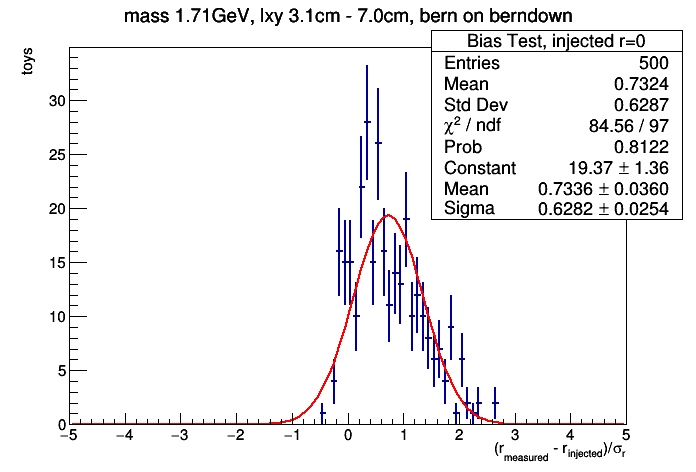 mass 1.71GeV, lxy 3.1cm - 7.0cm, bern on berndown
Bias Test, injected r=0
Entries 500
Mean 0.7324
Std Dev 0.6287
χ² / ndf 84.56 / 97
Prob 0.8122
Constant 19.37 ± 1.36
Mean 0.7336 ± 0.0360
Sigma 0.6282 ± 0.0254
toys
30
25
20
15
10
5
0
−5 −4 −3 −2 −1 0 1 2 3 4 5
(r_measured - r_injected)/σ_r